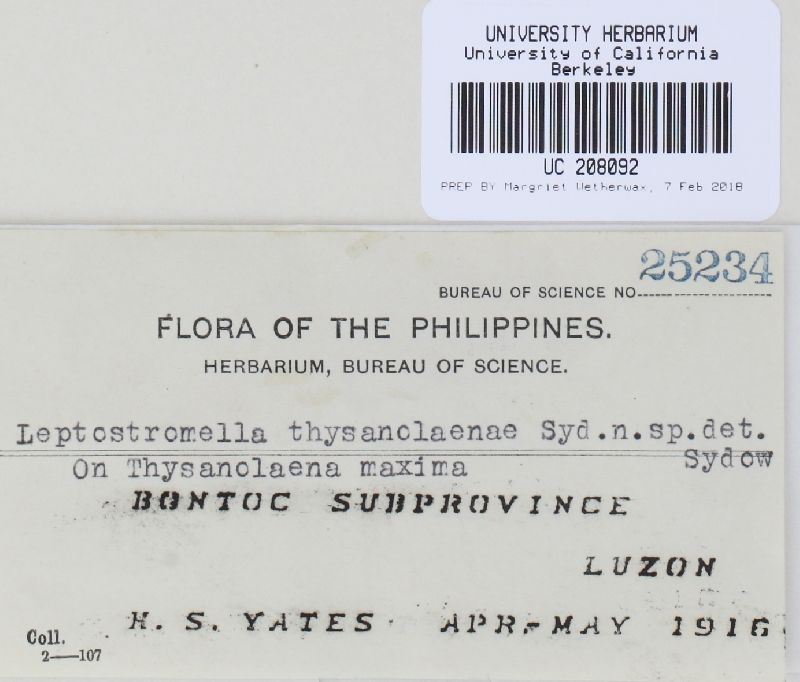 UNIVERSITY HERBARIUM
University of California
Berkeley
UC 208092
PREP BY Margriet Wetherwax, 7 Feb 2018
25234
BUREAU OF SCIENCE NO.
FLORA OF THE PHILIPPINES.
HERBARIUM, BUREAU OF SCIENCE.
Leptostromella thysanolaenae Syd.n.sp.det.
Sydow
On Thysanolaena maxima
BONTOC SUBPROVINCE
LUZON
H. S. YATES APR.-MAY 1916
Coll.
2—107